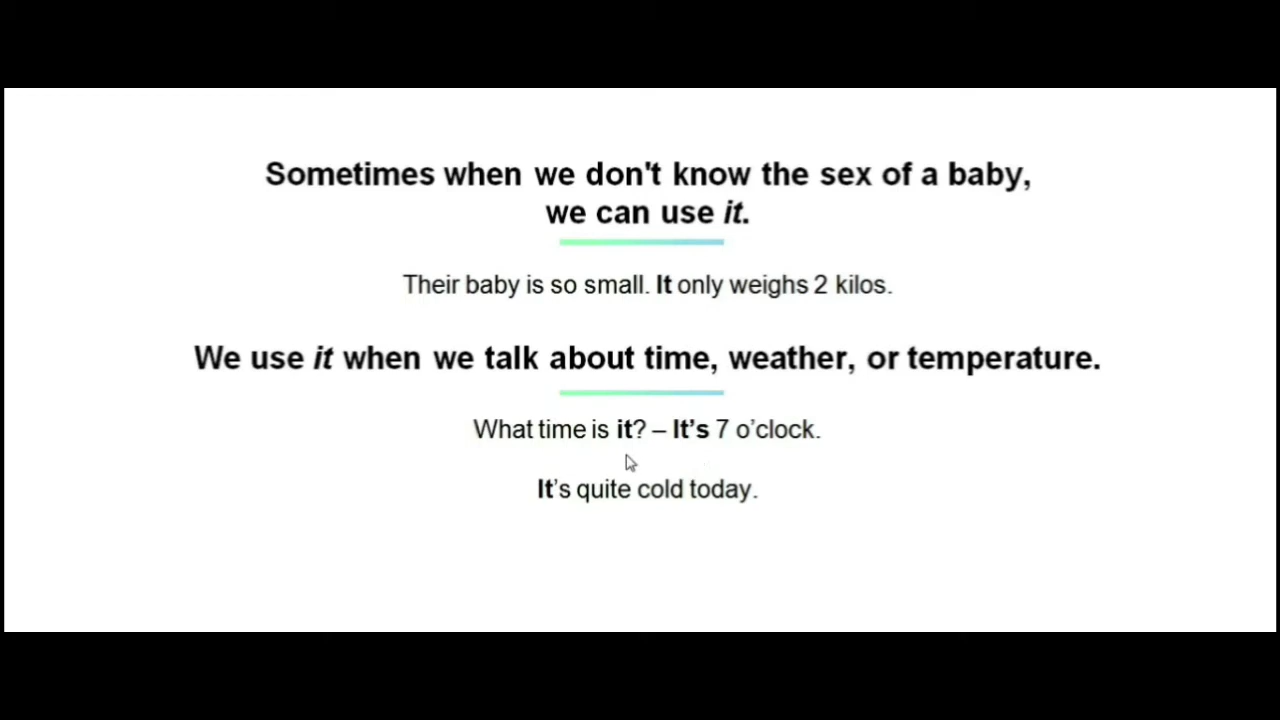 Sometimes when we don't know the sex of a baby,
we can use it.
Their baby is so small. It only weighs 2 kilos.
We use it when we talk about time, weather, or temperature.
What time is it? – It’s 7 o’clock.
It’s quite cold today.